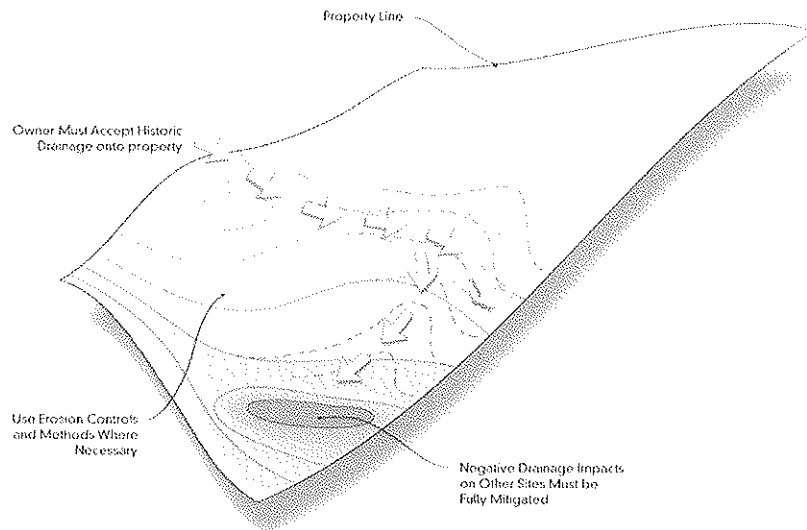 Property Line
Owner Must Accept Historic
Drainage onto property
Use Erosion Controls
and Methods Where
Necessary
Negative Drainage Impacts
on Other Sites Must be
Fully Mitigated